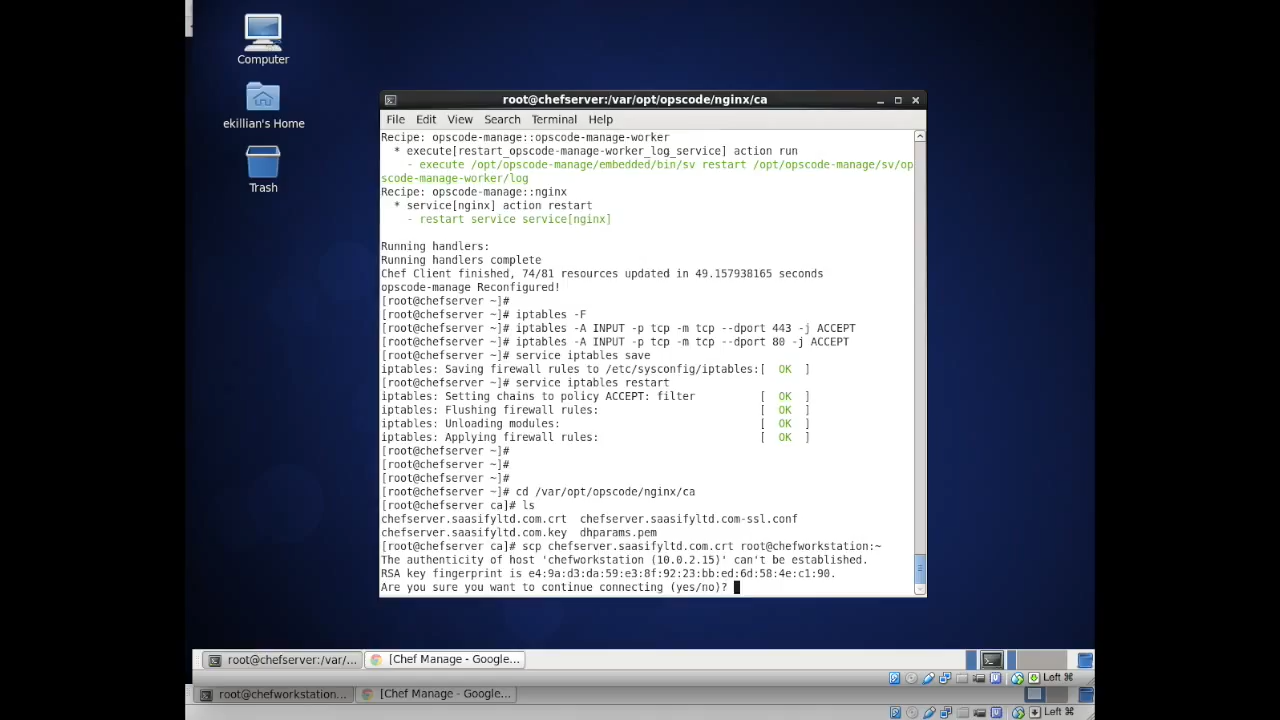 Computer
ekillian's Home
Trash
root@chefserver:/var/opt/opscode/nginx/ca
File Edit View Search Terminal Help
Recipe: opscode-manage::opscode-manage-worker
* execute[restart_opscode-manage-worker_log_service] action run
- execute /opt/opscode-manage/embedded/bin/sv restart /opt/opscode-manage/sv/op
scode-manage-worker/log
Recipe: opscode-manage::nginx
* service[nginx] action restart
- restart service service[nginx]
Running handlers:
Running handlers complete
Chef Client finished, 74/81 resources updated in 49.157938165 seconds
opscode-manage Reconfigured!
[root@chefserver ~]#
[root@chefserver ~]# iptables -F
[root@chefserver ~]# iptables -A INPUT -p tcp -m tcp --dport 443 -j ACCEPT
[root@chefserver ~]# iptables -A INPUT -p tcp -m tcp --dport 80 -j ACCEPT
[root@chefserver ~]# service iptables save
iptables: Saving firewall rules to /etc/sysconfig/iptables:[  OK  ]
[root@chefserver ~]# service iptables restart
iptables: Setting chains to policy ACCEPT: filter [  OK  ]
iptables: Flushing firewall rules: [  OK  ]
iptables: Unloading modules: [  OK  ]
iptables: Applying firewall rules: [  OK  ]
[root@chefserver ~]#
[root@chefserver ~]#
[root@chefserver ~]#
[root@chefserver ~]# cd /var/opt/opscode/nginx/ca
[root@chefserver ca]# ls
chefserver.saasifyltd.com.crt chefserver.saasifyltd.com-ssl.conf
chefserver.saasifyltd.com.key dhparams.pem
[root@chefserver ca]# scp chefserver.saasifyltd.com.crt root@chefworkstation:~
The authenticity of host 'chefworkstation (10.0.2.15)' can't be established.
RSA key fingerprint is e4:9a:d3:da:59:e3:8f:92:23:bb:ed:6d:58:4e:c1:90.
Are you sure you want to continue connecting (yes/no)?
root@chefserver:/var/... [Chef Manage - Google...
Left ⌘
root@chefworkstation... [Chef Manage - Google...
Left ⌘